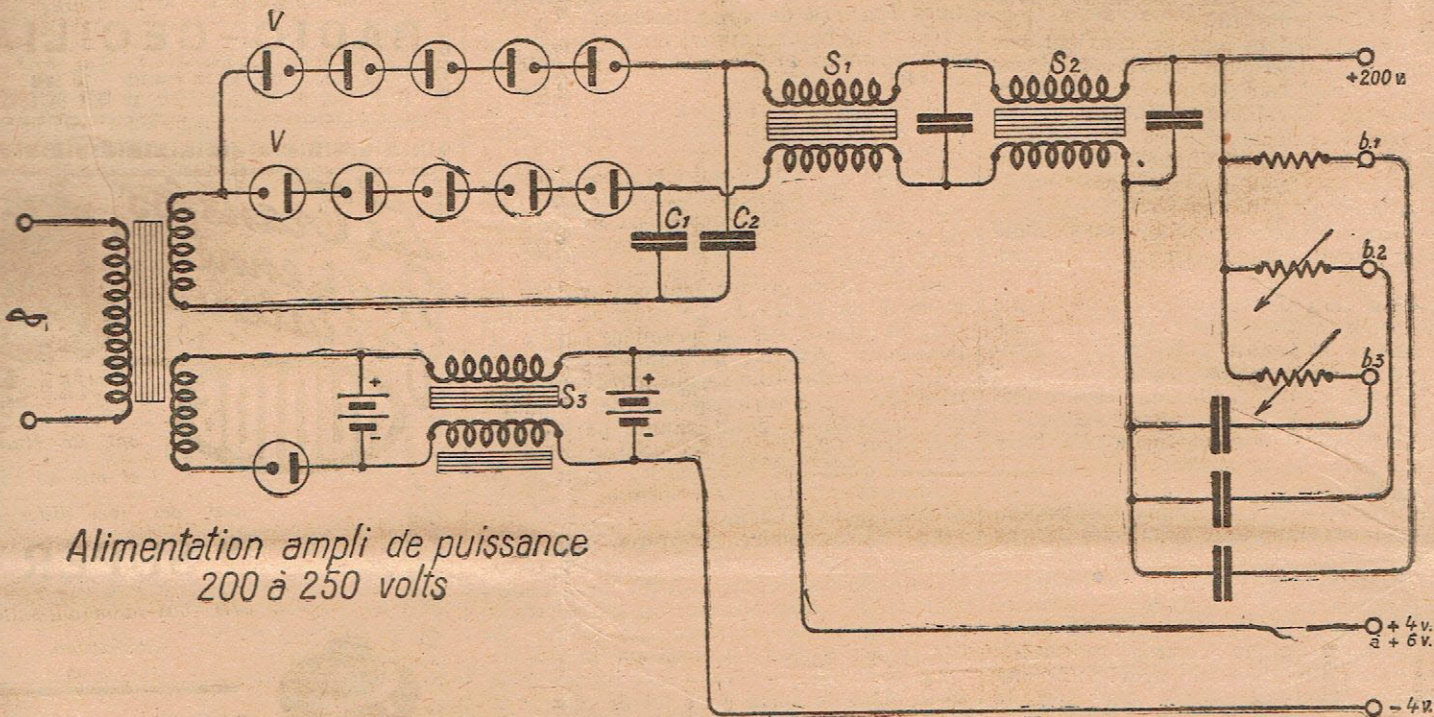 V
S1
S2
+200 v
V
b.1
C1
C2
b.2
b.3
+
-
S3
+
-
Alimentation ampli de puissance
200 à 250 volts
+ 4 v.
à + 6 v.
- 4 v.